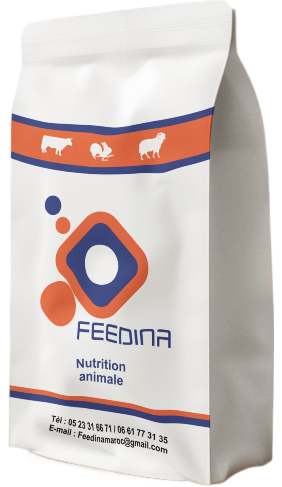 FEEDINA
Nutrition
animale
Tél : 05 23 31 66 71 / 06 61 77 31 35
E-mail : Feedinamaroc@gmail.com